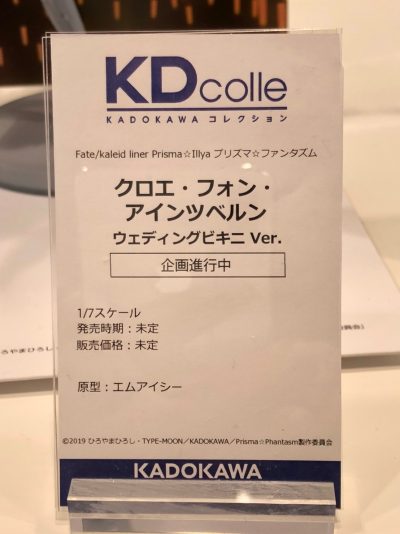 KDcolle
KADOKAWA コレクション
Fate/kaleid liner Prisma☆Illya プリズマ☆ファンタズム
クロエ・フォン・
アインツベルン
ウェディングビキニ Ver.
企画進行中
1/7スケール
発売時期：未定
販売価格：未定
原型：エムアイシー
©2019 ひろやまひろし・TYPE-MOON／KADOKAWA／Prisma☆Phantasm製作委員会
KADOKAWA